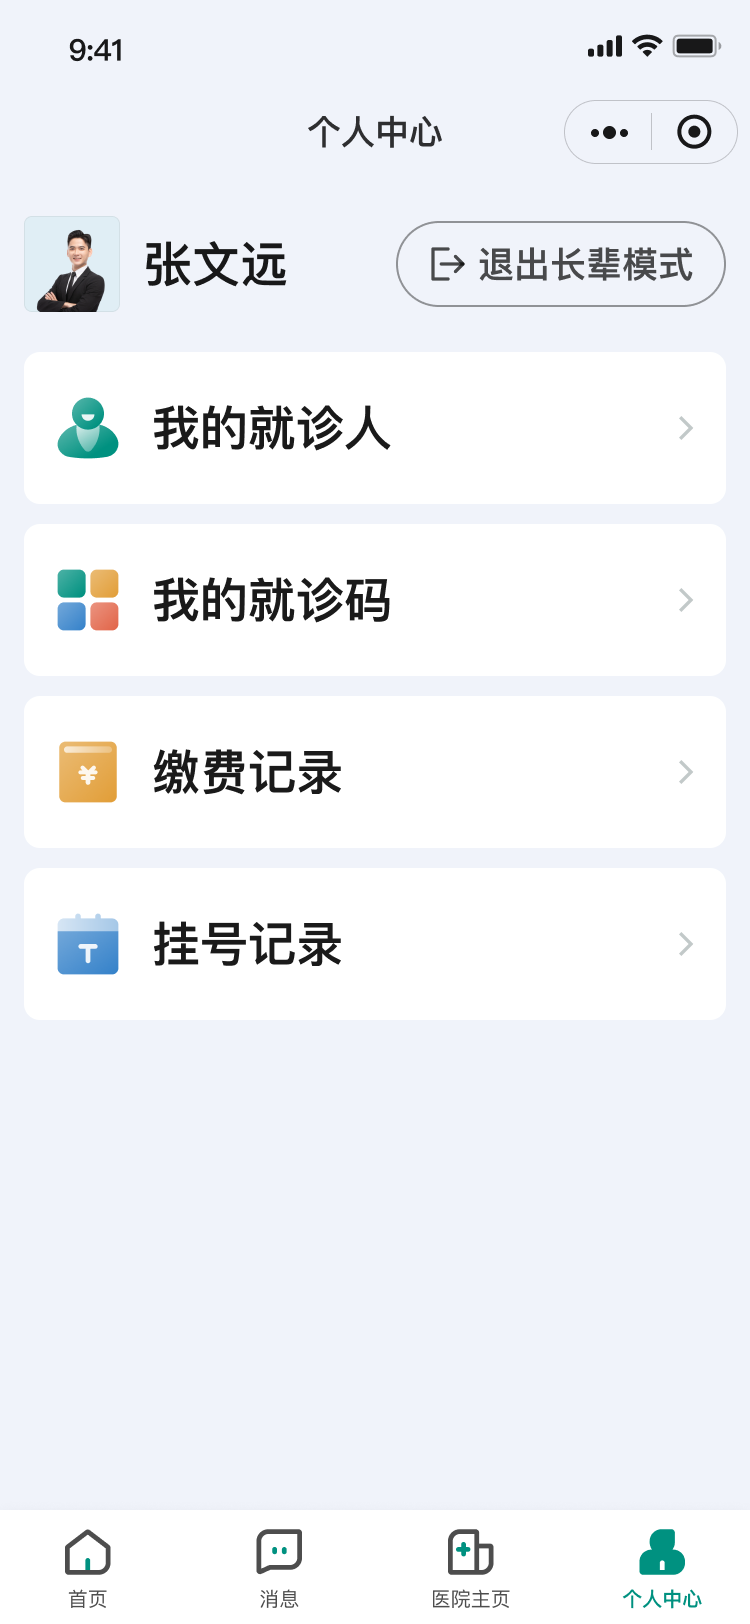 9:41
个人中心
张文远
退出长辈模式
我的就诊人
我的就诊码
缴费记录
挂号记录
首页
消息
医院主页
个人中心